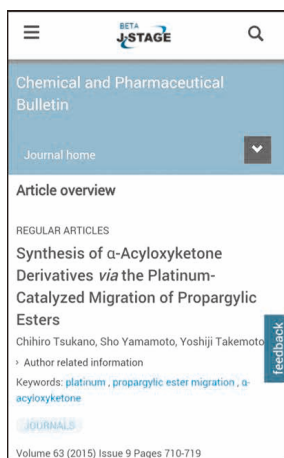 BETA
J-STAGE
Chemical and Pharmaceutical
Bulletin
Journal home
Article overview
REGULAR ARTICLES
Synthesis of α-Acyloxyketone
Derivatives via the Platinum-
Catalyzed Migration of Propargylic
Esters
Chihiro Tsukano, Sho Yamamoto, Yoshiji Takemoto
feedback
› Author related information
Keywords: platinum , propargylic ester migration , α-
acyloxyketone
JOURNALS
Volume 63 (2015) Issue 9 Pages 710-719